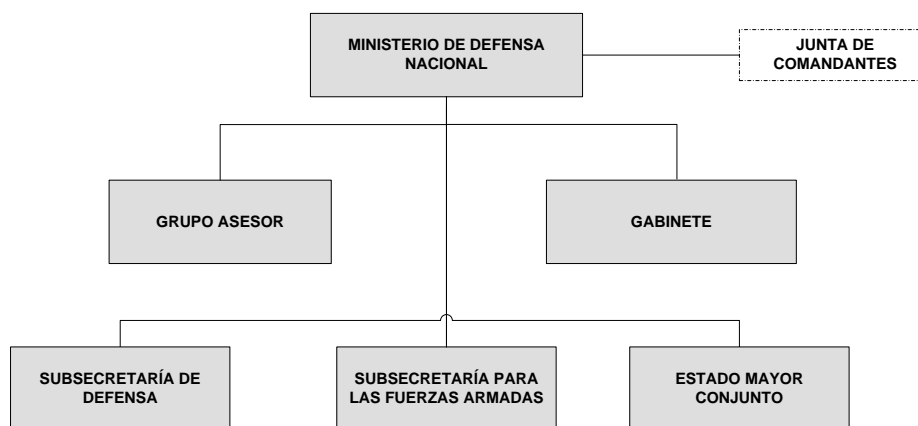 MINISTERIO DE DEFENSA
NACIONAL
JUNTA DE
COMANDANTES
GRUPO ASESOR
GABINETE
SUBSECRETARÍA DE
DEFENSA
SUBSECRETARÍA PARA
LAS FUERZAS ARMADAS
ESTADO MAYOR
CONJUNTO